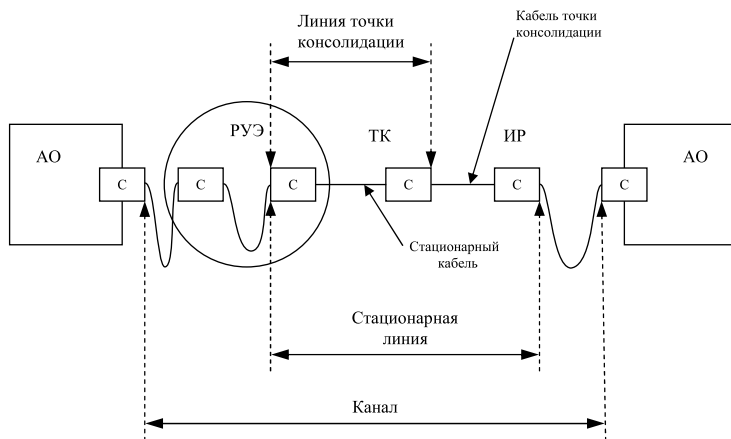 Линия точки
консолидации
Кабель точки
консолидации
РУЭ
ТК
ИР
АО
АО
С
С
С
С
С
С
Стационарный
кабель
Стационарная
линия
Канал